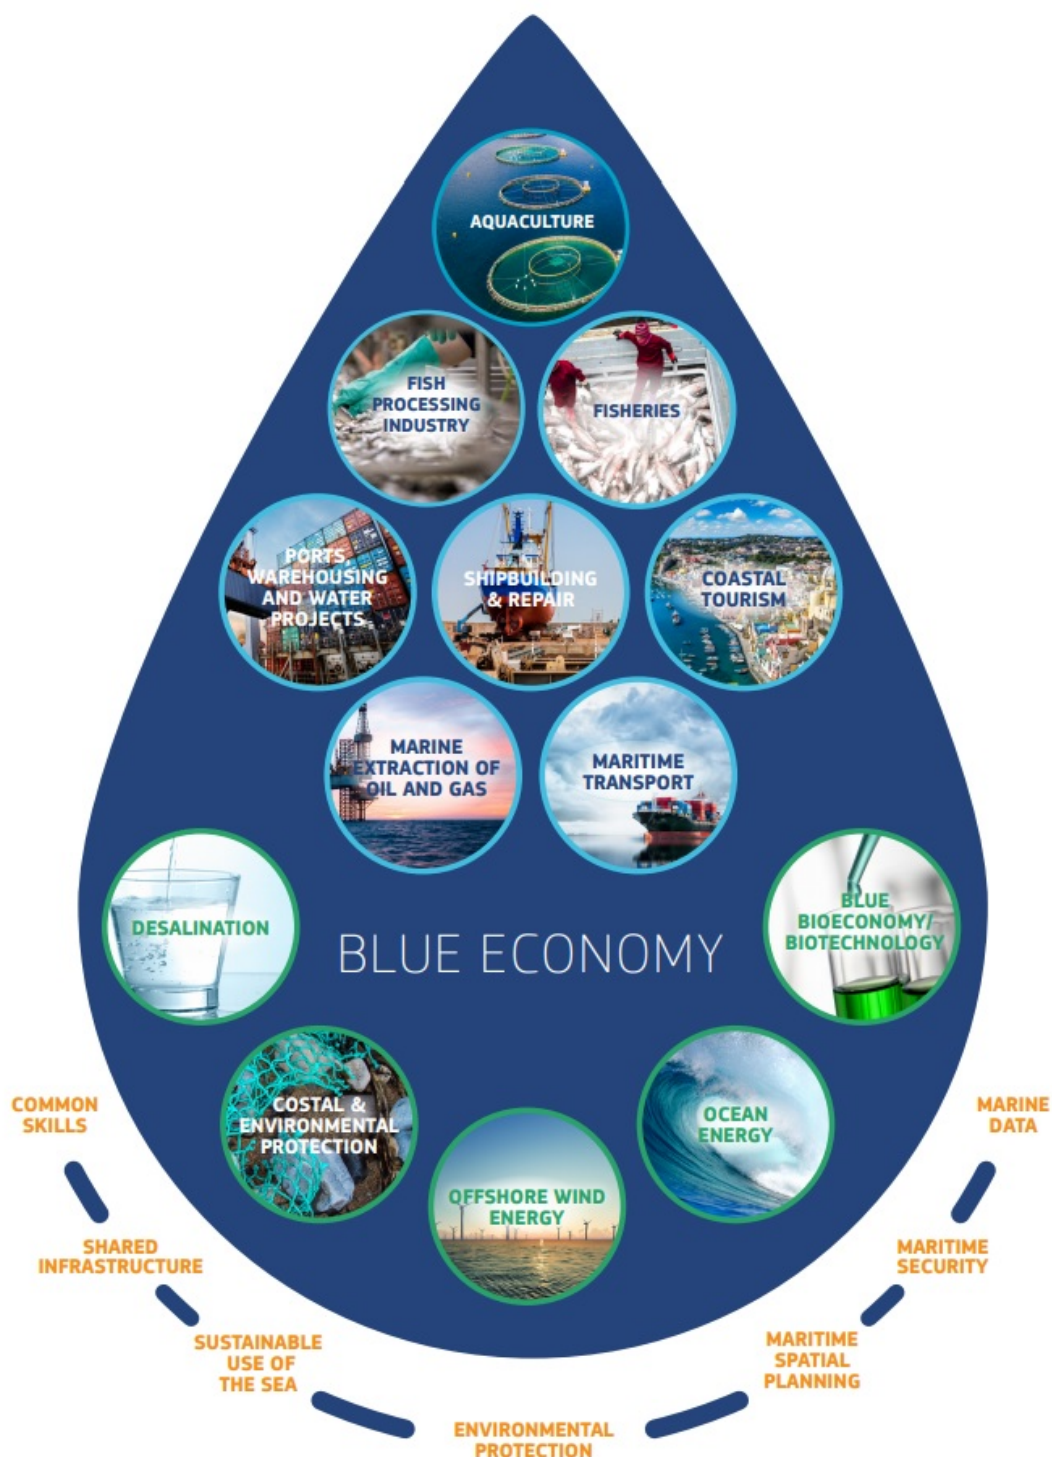 AQUACULTURE
FISH
PROCESSING
INDUSTRY
FISHERIES
PORTS,
WAREHOUSING
AND WATER
PROJECTS
SHIPBUILDING
& REPAIR
COASTAL
TOURISM
MARINE
EXTRACTION OF
OIL AND GAS
MARITIME
TRANSPORT
DESALINATION
BLUE ECONOMY
BLUE
BIOECONOMY/
BIOTECHNOLOGY
COSTAL &
ENVIRONMENTAL
PROTECTION
OFFSHORE WIND
ENERGY
OCEAN
ENERGY
COMMON
SKILLS
SHARED
INFRASTRUCTURE
SUSTAINABLE
USE OF
THE SEA
ENVIRONMENTAL
PROTECTION
MARITIME
SPATIAL
PLANNING
MARITIME
SECURITY
MARINE
DATA